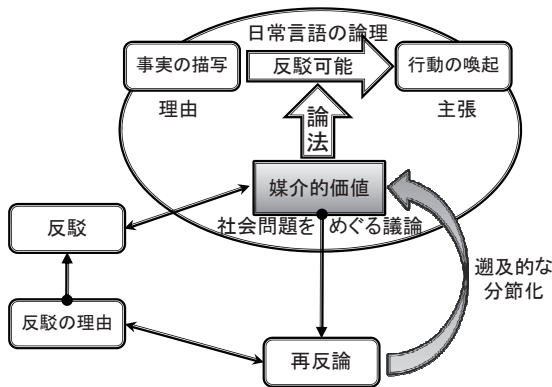 日常言語の論理
事実の描写
反駁可能
行動の喚起
理由
主張
論
法
媒介的価値
社会問題を めぐる議論
反駁
遡及的な
分節化
反駁の理由
再反論